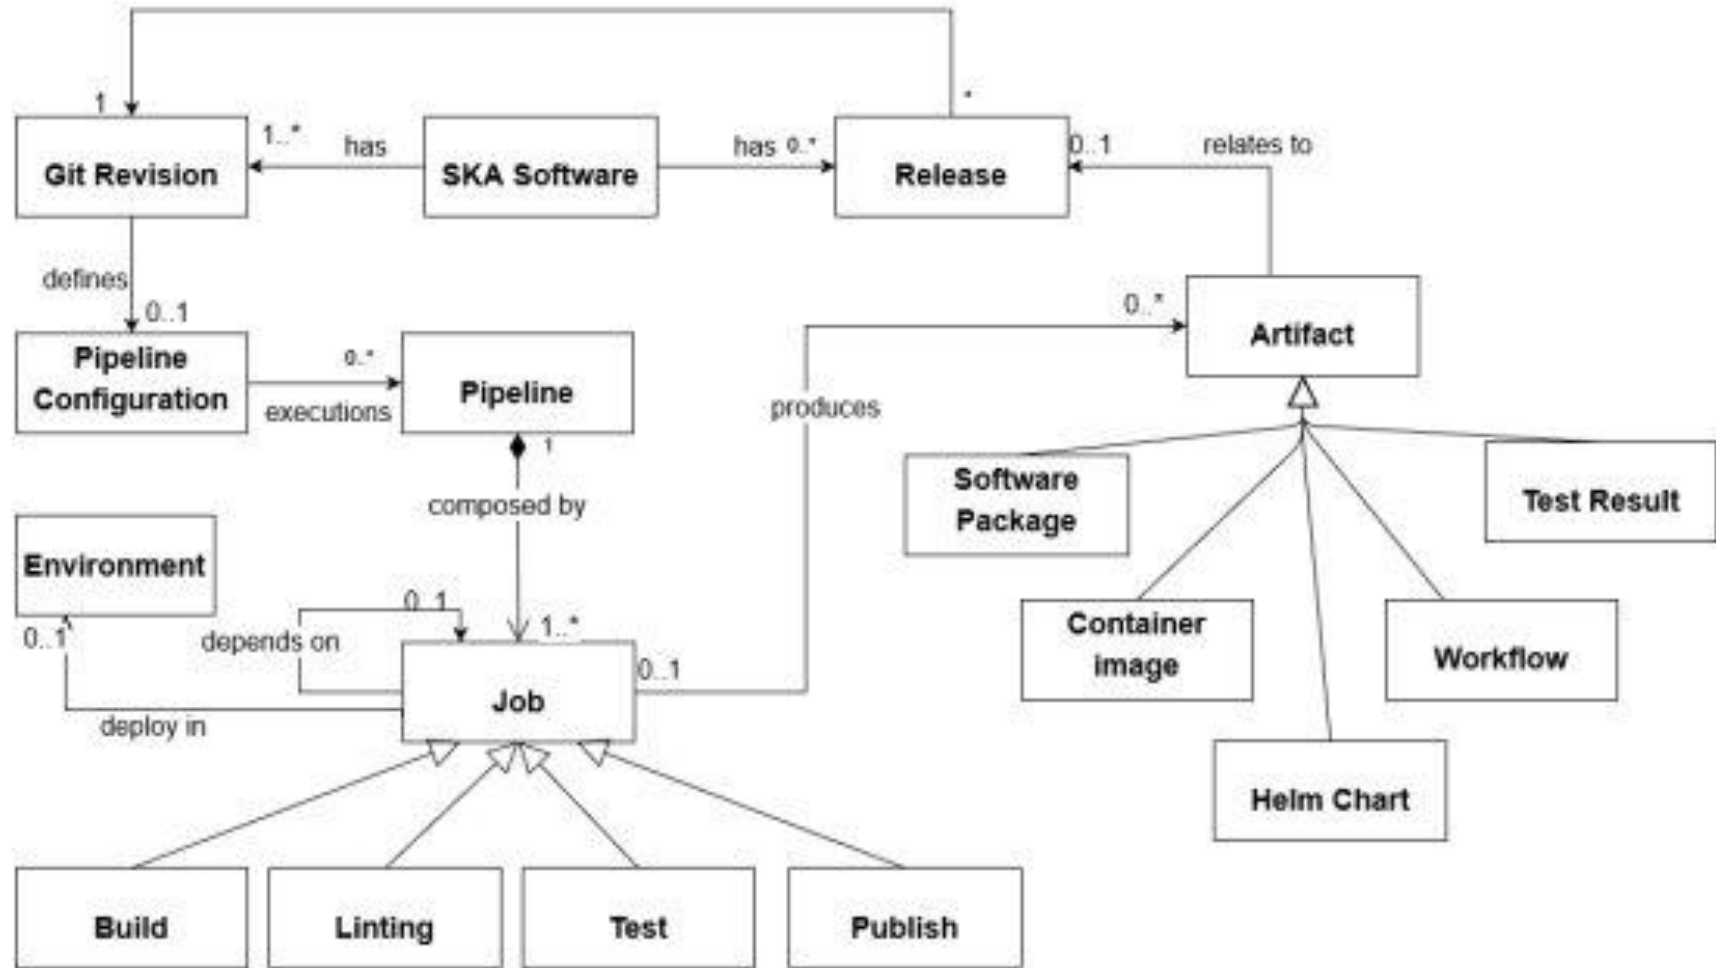 1
*
1..*
has
has 0..*
0..1
relates to
Git Revision
SKA Software
Release
defines
0..1
0..*
Artifact
Pipeline
Configuration
0..*
executions
Pipeline
produces
1
composed by
Software
Package
Test Result
Environment
0..1
0..1
depends on
1..*
0..1
Container
image
Workflow
Job
deploy in
Helm Chart
Build
Linting
Test
Publish